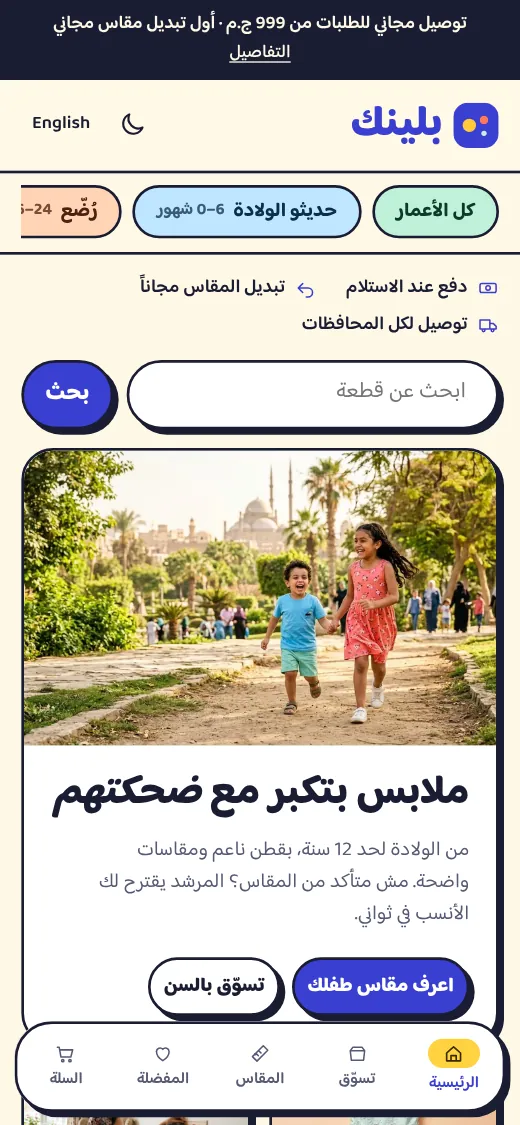 توصيل مجاني للطلبات من 999 ج.م · أول تبديل مقاس مجاني
التفاصيل
بلينك
English
كل الأعمار
حديثو الولادة 0–6 شهور
رُضّع 6–24
دفع عند الاستلام
تبديل المقاس مجاناً
توصيل لكل المحافظات
ابحث عن قطعة
بحث
ملابس بتكبر مع ضحكتهم
من الولادة لحد 12 سنة، بقطن ناعم ومقاسات
واضحة. مش متأكد من المقاس؟ المرشد يقترح لك
الأنسب في ثواني.
اعرف مقاس طفلك
تسوّق بالسن
الرئيسية
تسوّق
المقاس
المفضلة
السلة